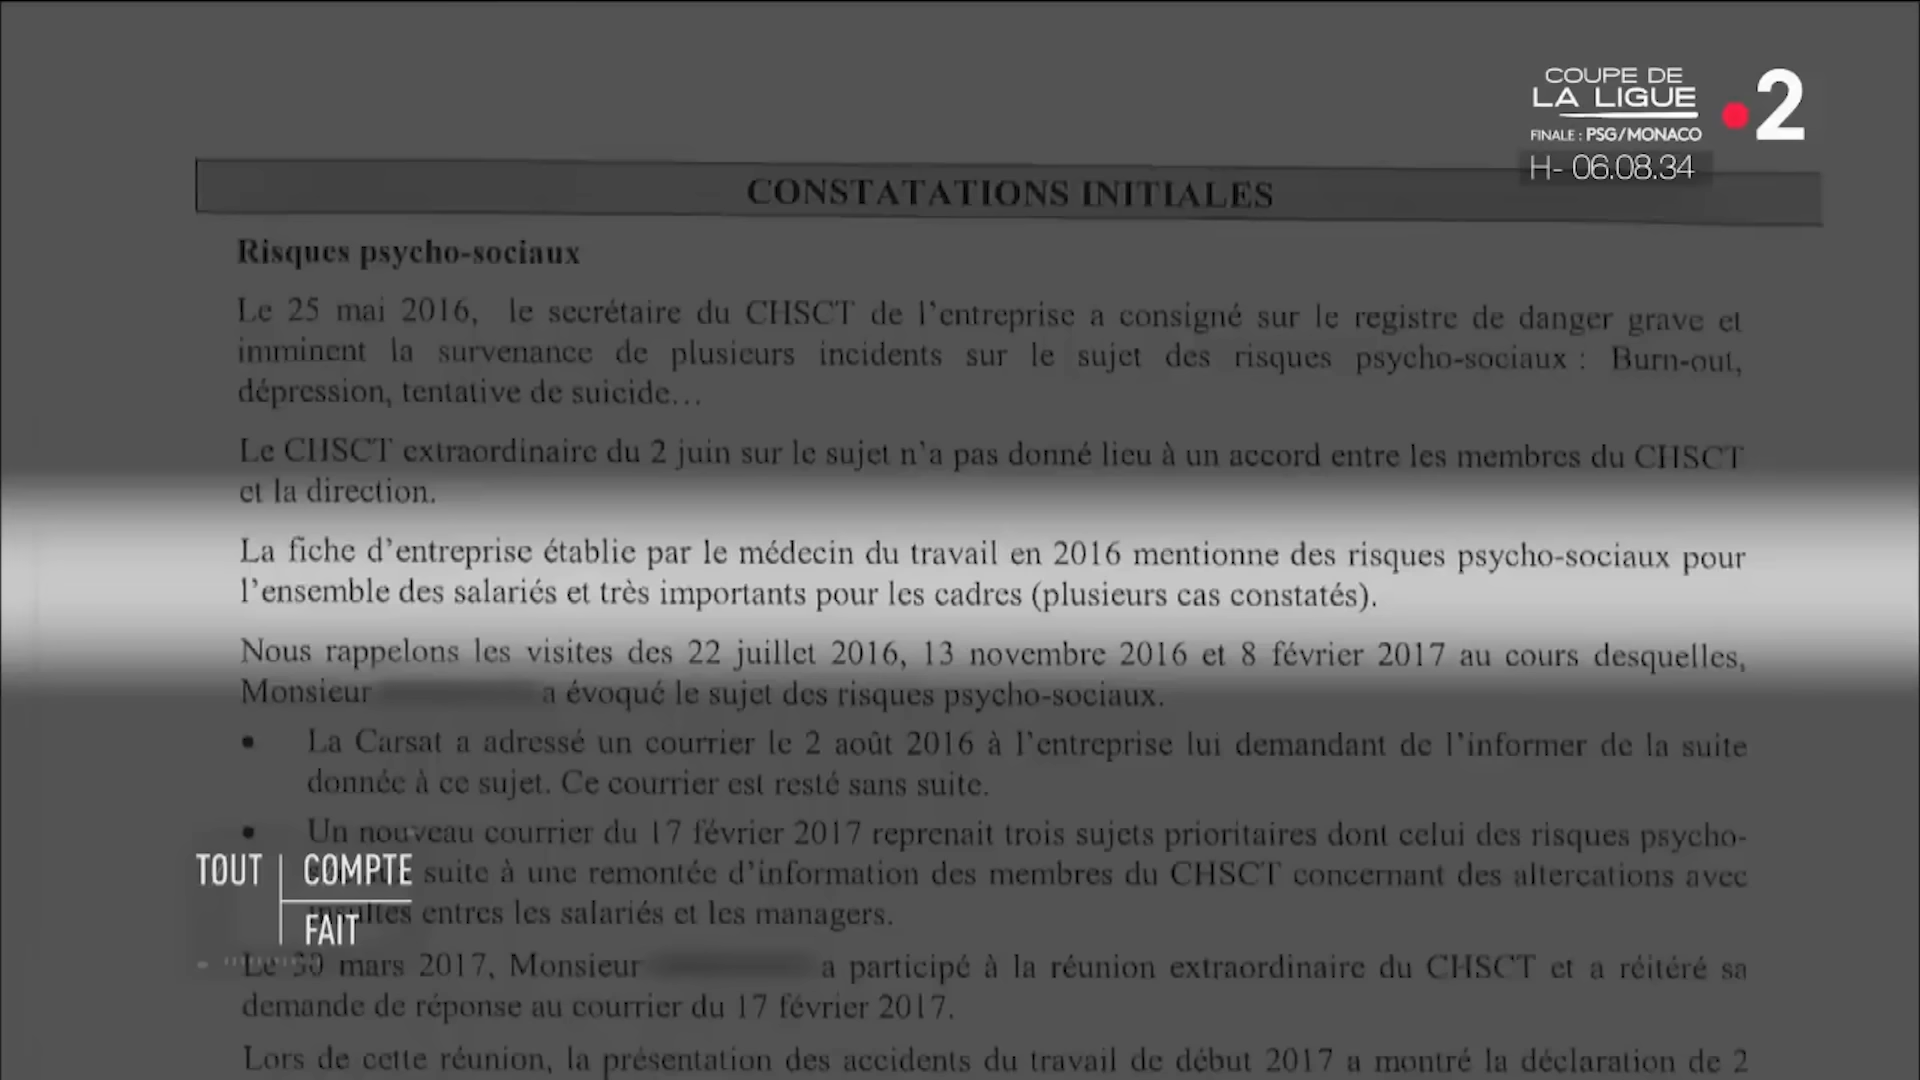 COUPE DE
LA LIGUE
FINALE : PSG/MONACO
2
H- 06.08.34
CONSTATATIONS INITIALES
Risques psycho-sociaux
Le 25 mai 2016, le secrétaire du CHSCT de l'entreprise a consigné sur le registre de danger grave et
imminent la survenance de plusieurs incidents sur le sujet des risques psycho-sociaux : Burn-out,
dépression, tentative de suicide…
Le CHSCT extraordinaire du 2 juin sur le sujet n'a pas donné lieu à un accord entre les membres du CHSCT
et la direction.
La fiche d'entreprise établie par le médecin du travail en 2016 mentionne des risques psycho-sociaux pour
l'ensemble des salariés et très importants pour les cadres (plusieurs cas constatés).
Nous rappelons les visites des 22 juillet 2016, 13 novembre 2016 et 8 février 2017 au cours desquelles,
Monsieur a évoqué le sujet des risques psycho-sociaux.
• La Carsat a adressé un courrier le 2 août 2016 à l'entreprise lui demandant de l'informer de la suite
donnée à ce sujet. Ce courrier est resté sans suite.
• Un nouveau courrier du 17 février 2017 reprenait trois sujets prioritaires dont celui des risques psycho-
suite à une remontée d'information des membres du CHSCT concernant des altercations avec
insultes entres les salariés et les managers.
Le 30 mars 2017, Monsieur a participé à la réunion extraordinaire du CHSCT et a réitéré sa
demande de réponse au courrier du 17 février 2017.
Lors de cette réunion, la présentation des accidents du travail de début 2017 a montré la déclaration de 2
TOUT COMPTE
FAIT